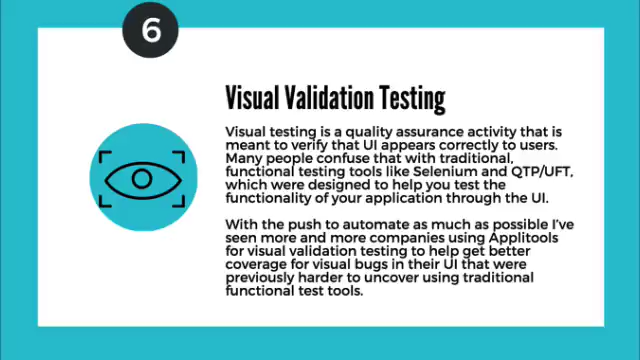 6
Visual Validation Testing
Visual testing is a quality assurance activity that is
meant to verify that UI appears correctly to users.
Many people confuse that with traditional,
functional testing tools like Selenium and QTP/UFT,
which were designed to help you test the
functionality of your application through the UI.
With the push to automate as much as possible I've
seen more and more companies using Applitools
for visual validation testing to help get better
coverage for visual bugs in their UI that were
previously harder to uncover using traditional
functional test tools.